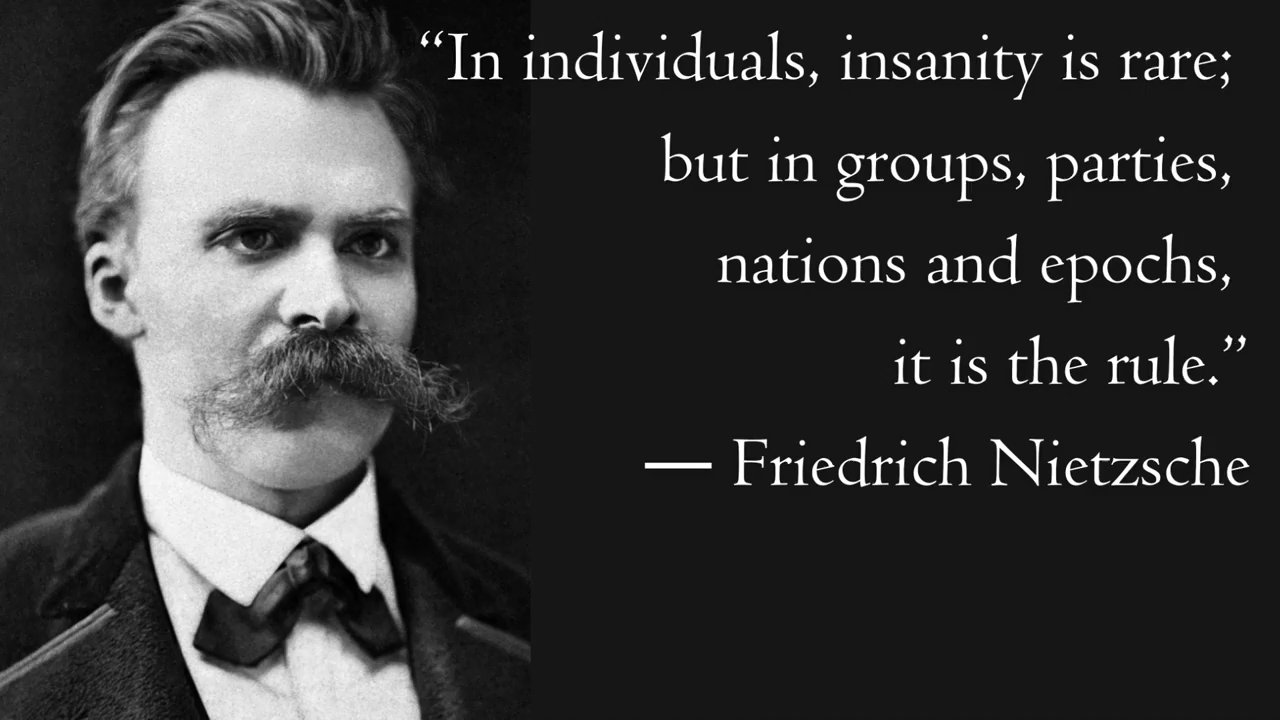 “In individuals, insanity is rare;
but in groups, parties,
nations and epochs,
it is the rule.”
— Friedrich Nietzsche